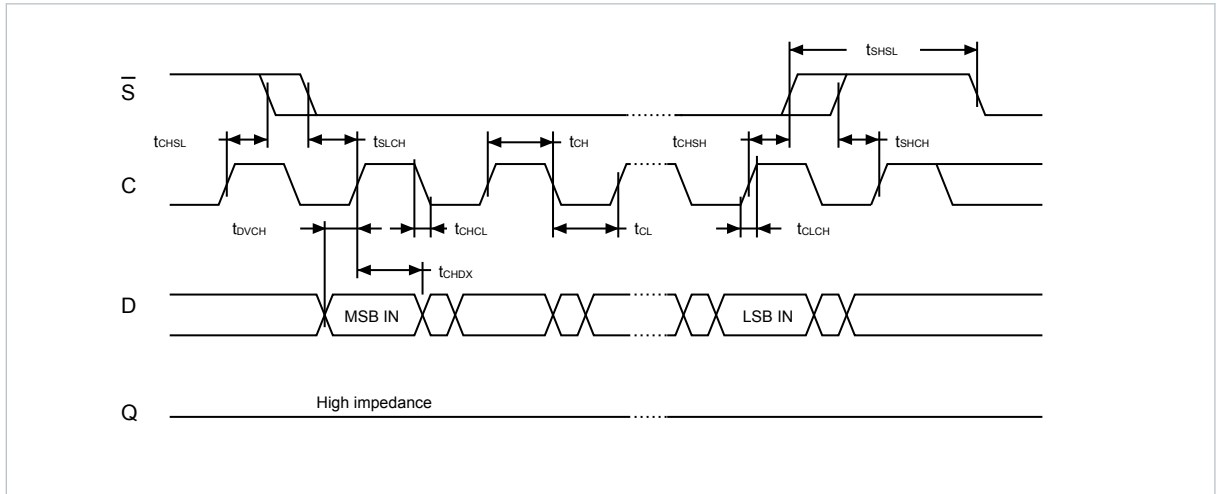 tSHSL
S̅
tCHSL
tSLCH
tCH
tCHSH
tSHCH
C
tDVCH
tCHCL
tCL
tCLCH
tCHDX
D
MSB IN
LSB IN
High impedance
Q